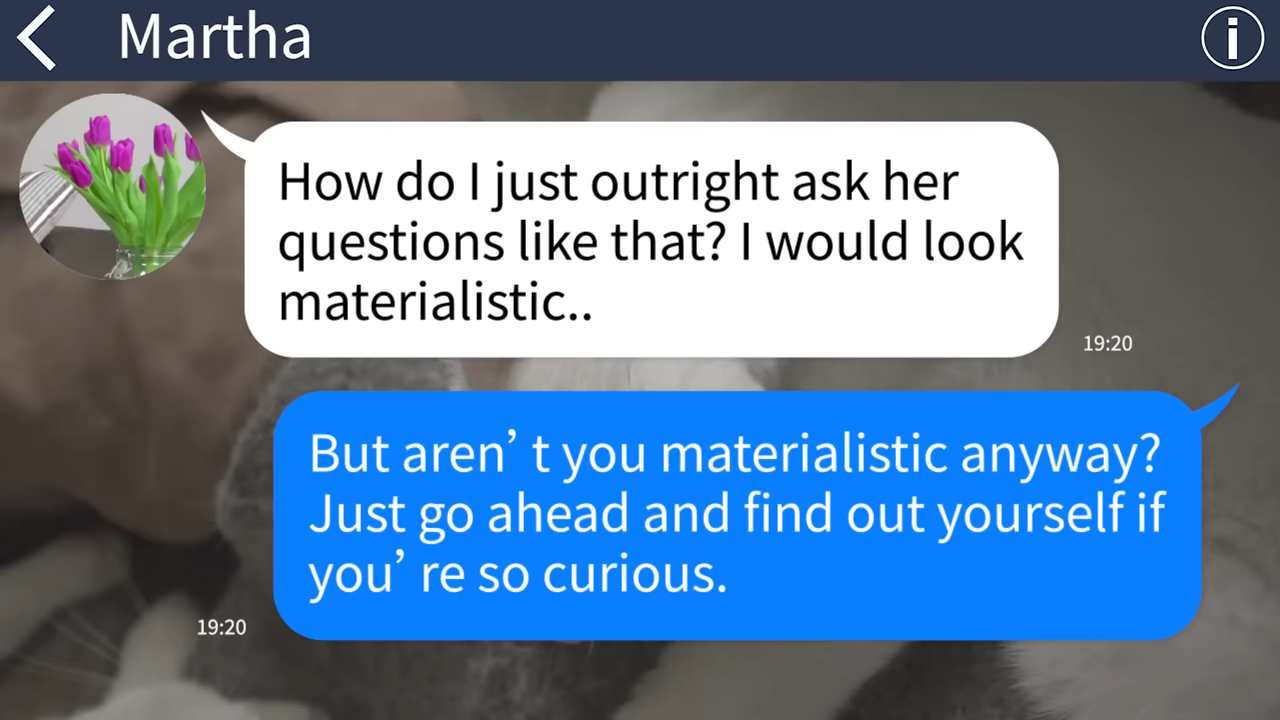 Martha
How do I just outright ask her
questions like that? I would look
materialistic..
19:20
But aren’ t you materialistic anyway?
Just go ahead and find out yourself if
you’ re so curious.
19:20